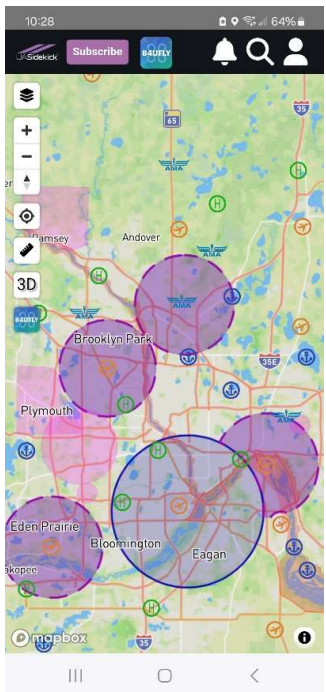 10:28
64%
UASidekick
Subscribe
B4UFLY
65
35
AMA
H
H
Ramsey
Andover
AMA
3D
H
B4UFLY
AMA
AMA
Brooklyn Park
35E
Plymouth
H
AMA
H
H
H
Eden Prairie
Bloomington
Eagan
akopee
H
H
mapbox
35
i